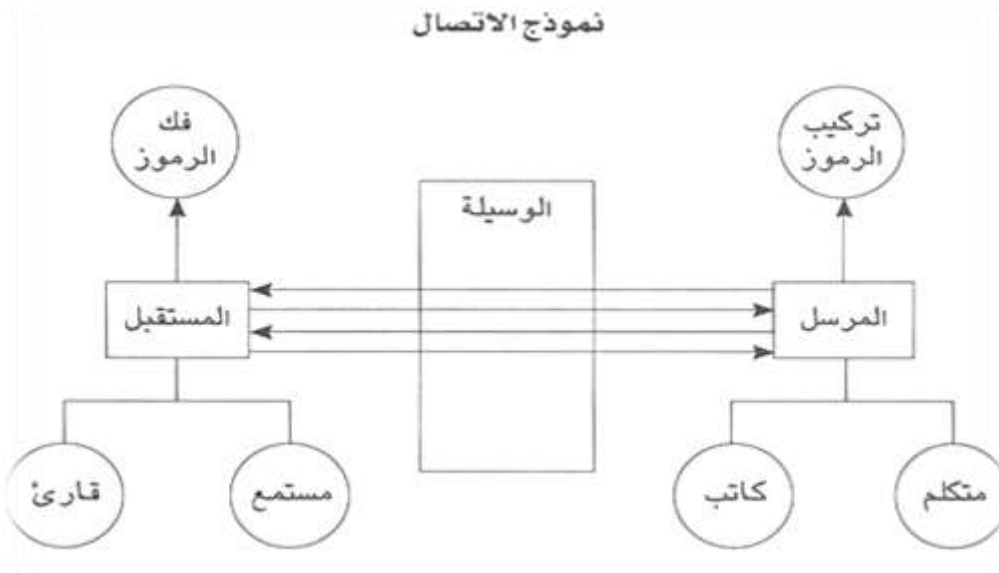 نموذج الاتصال
تركيب
الرموز
فك
الرموز
الوسيلة
المرسل
المستقبل
متكلم
كاتب
مستمع
قارئ